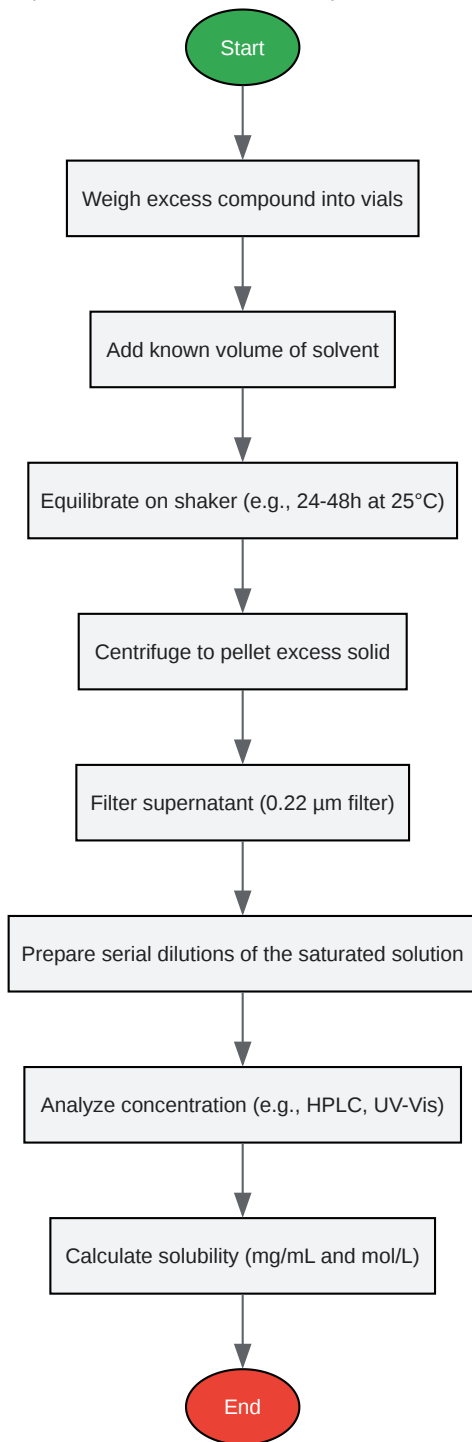 Start
Weigh excess compound into vials
Add known volume of solvent
Equilibrate on shaker (e.g., 24-48h at 25°C)
Centrifuge to pellet excess solid
Filter supernatant (0.22 µm filter)
Prepare serial dilutions of the saturated solution
Analyze concentration (e.g., HPLC, UV-Vis)
Calculate solubility (mg/mL and mol/L)
End